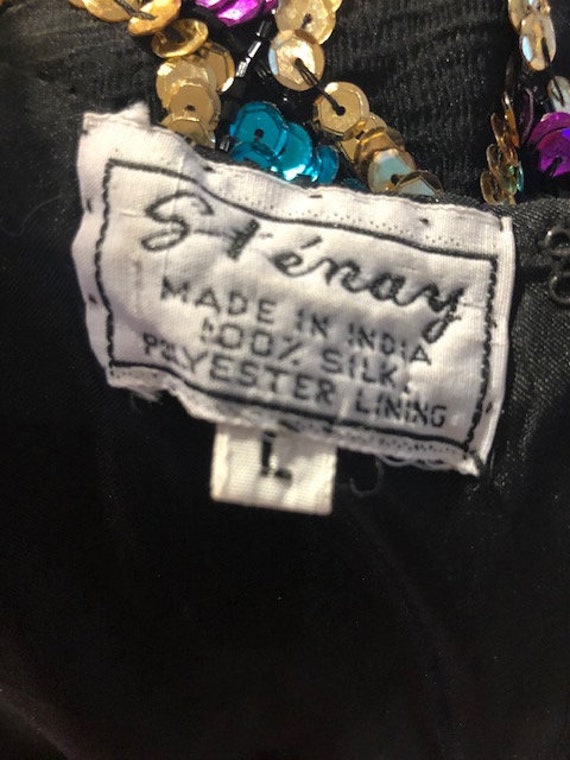 Sténay
MADE IN INDIA
100% SILK.
POLYESTER LINING
L